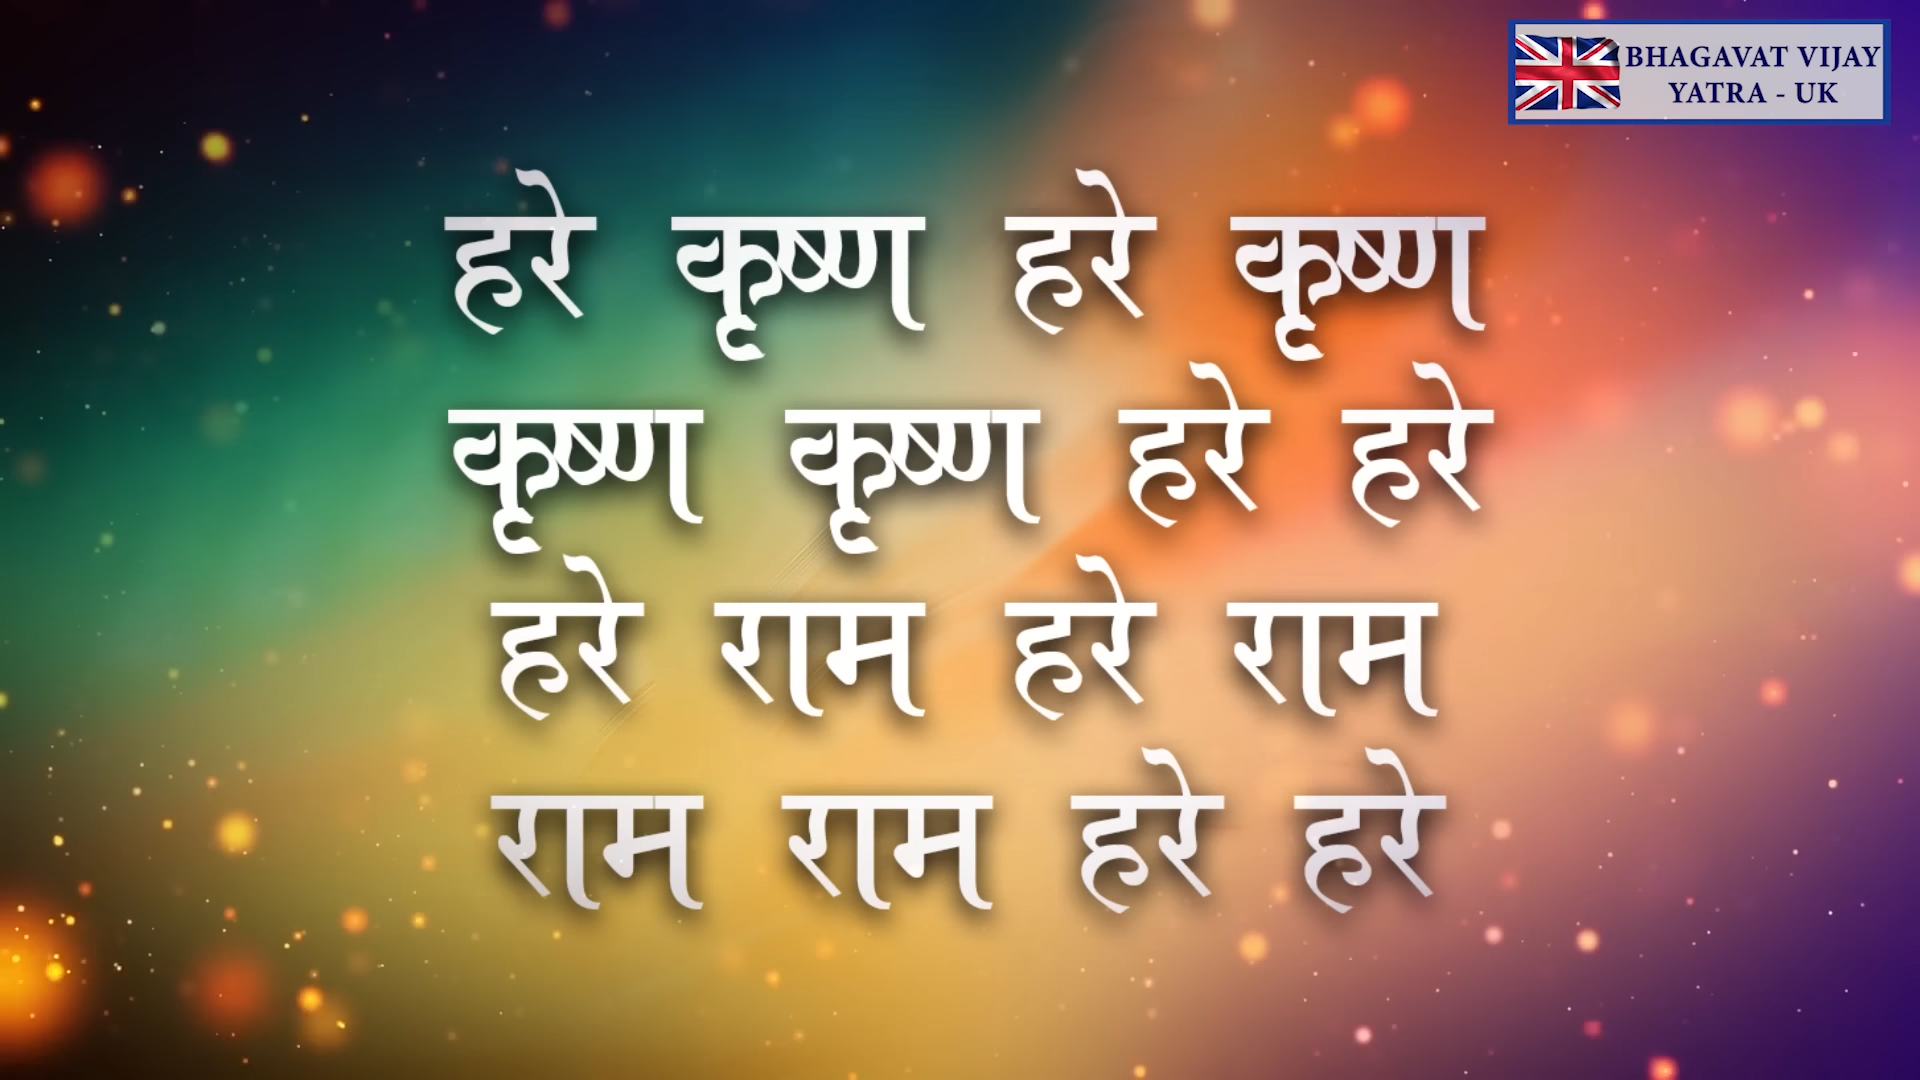 BHAGAVAT VIJAY
YATRA - UK
हरे कृष्ण हरे कृष्ण
कृष्ण कृष्ण हरे हरे
हरे राम हरे राम
राम राम हरे हरे